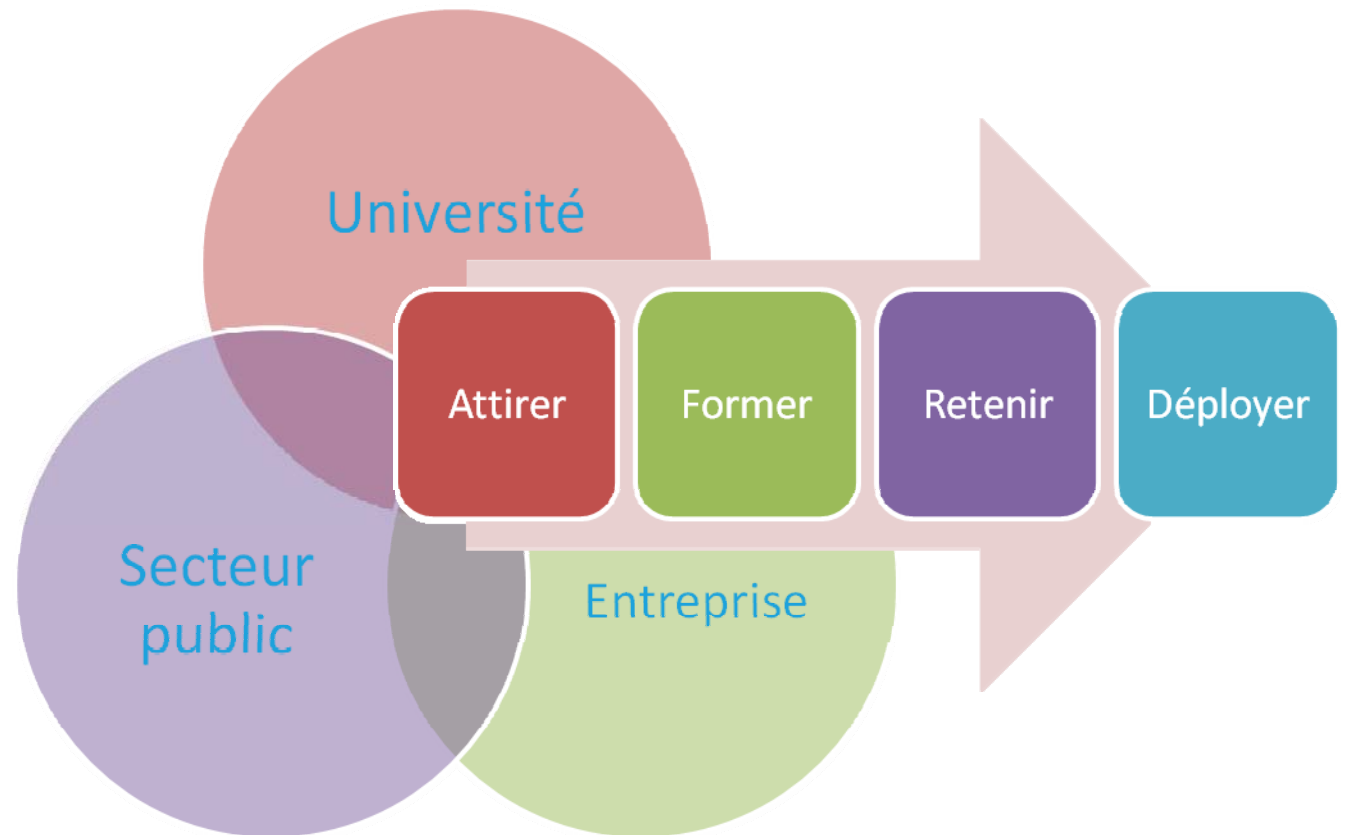 Université
Attirer
Former
Retenir
Déployer
Secteur
public
Entreprise